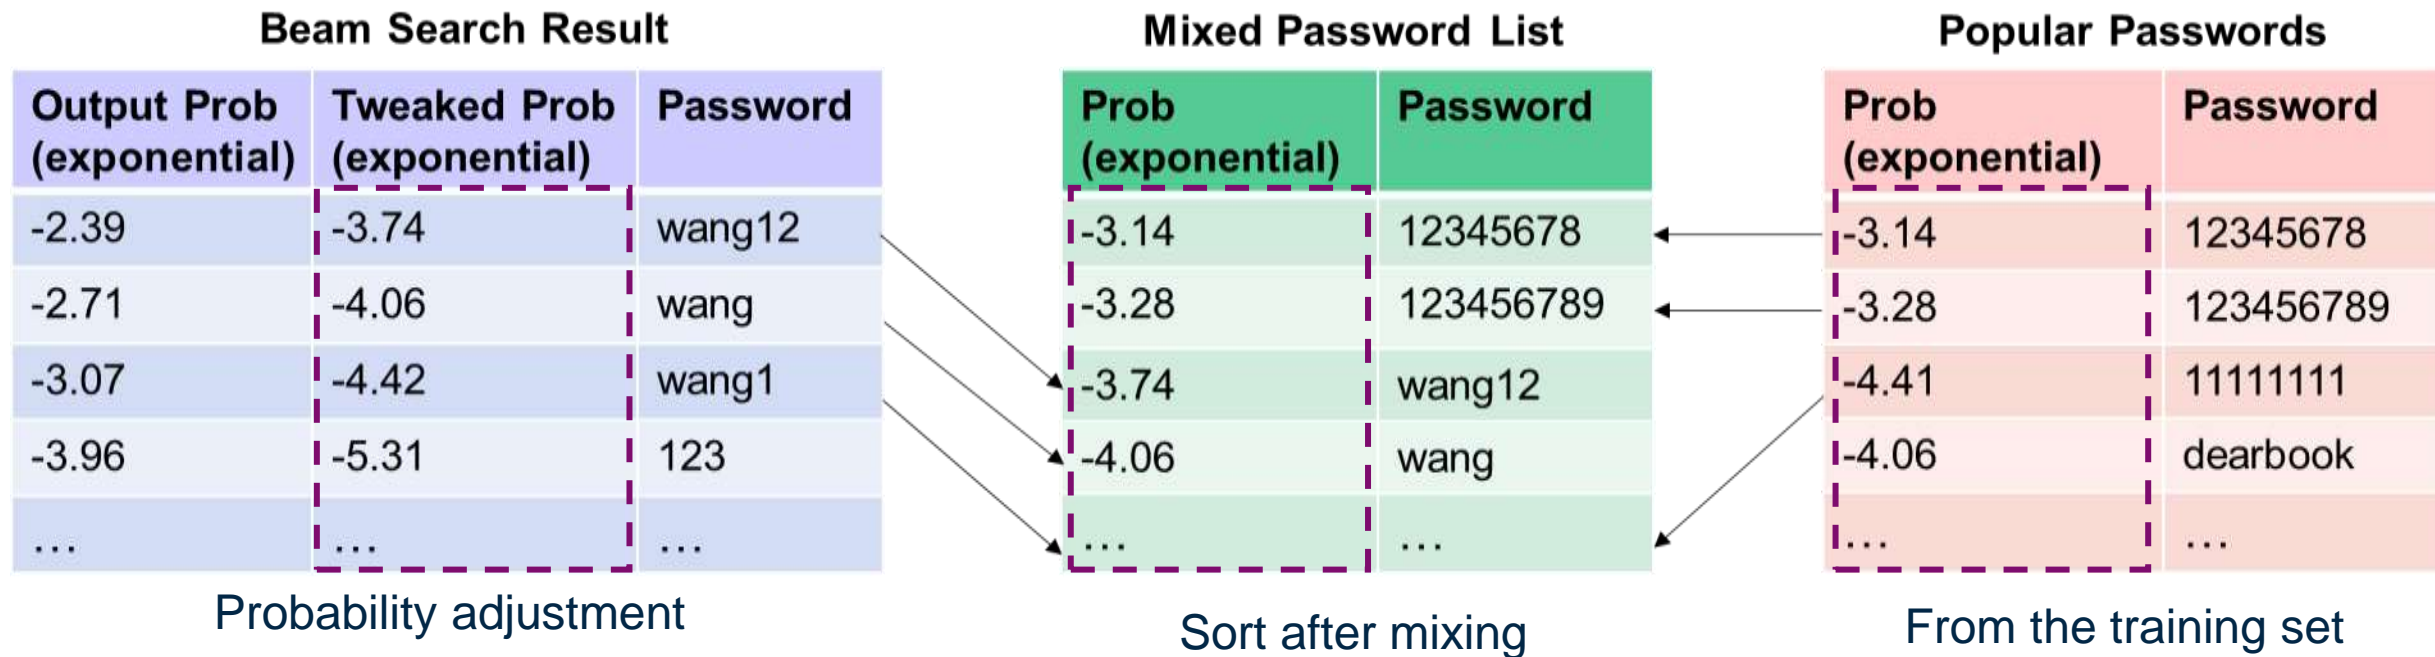 Beam Search Result
Output Prob (exponential) Tweaked Prob (exponential) Password
-2.39 -3.74 wang12
-2.71 -4.06 wang
-3.07 -4.42 wang1
-3.96 -5.31 123
... ... ...
Probability adjustment
Mixed Password List
Prob (exponential) Password
-3.14 12345678
-3.28 123456789
-3.74 wang12
-4.06 wang
... ...
Sort after mixing
Popular Passwords
Prob (exponential) Password
-3.14 12345678
-3.28 123456789
-4.41 11111111
-4.06 dearbook
... ...
From the training set